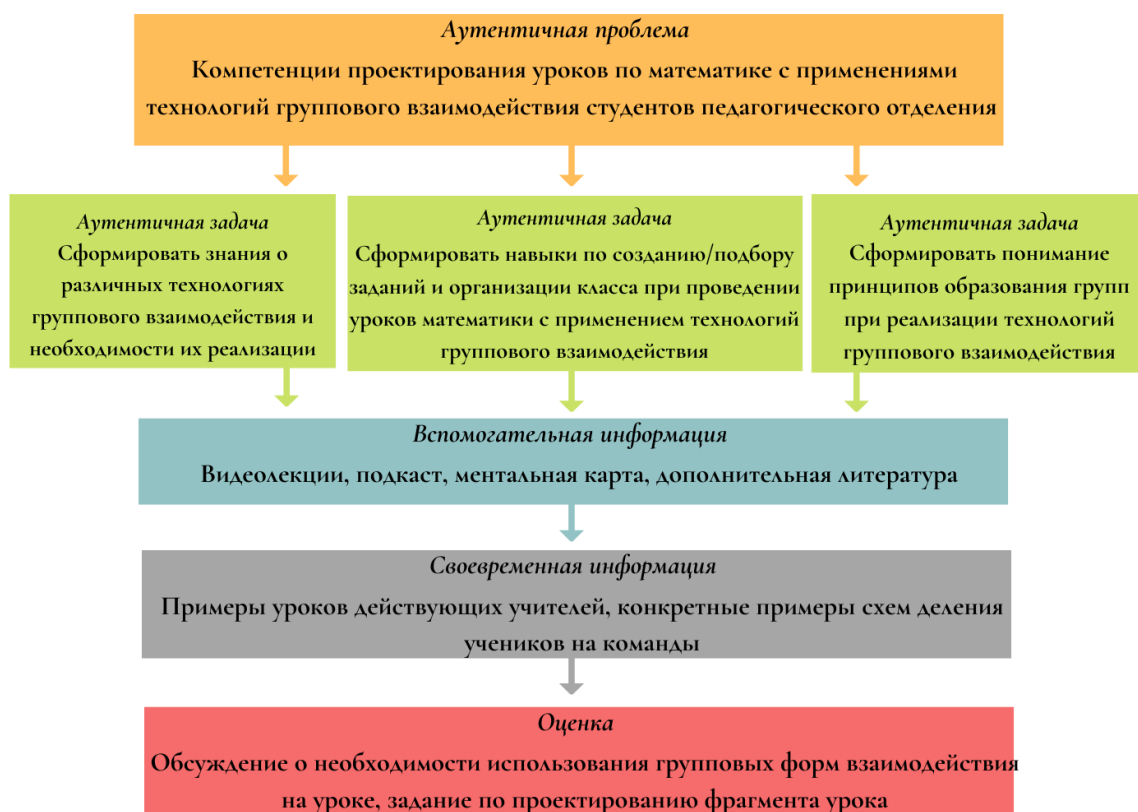 Аутентичная проблема
Компетенции проектирования уроков по математике с применениями
технологий группового взаимодействия студентов педагогического отделения
Аутентичная задача
Сформировать знания о
различных технологиях
группового взаимодействия и
необходимости их реализации
Аутентичная задача
Сформировать навыки по созданию/подбору
заданий и организации класса при проведении
уроков математики с применением технологий
группового взаимодействия
Аутентичная задача
Сформировать понимание
принципов образования групп
при реализации технологий
группового взаимодействия
Вспомогательная информация
Видеолекции, подкаст, ментальная карта, дополнительная литература
Своевременная информация
Примеры уроков действующих учителей, конкретные примеры схем деления
учеников на команды
Оценка
Обсуждение о необходимости использования групповых форм взаимодействия
на уроке, задание по проектированию фрагмента урока